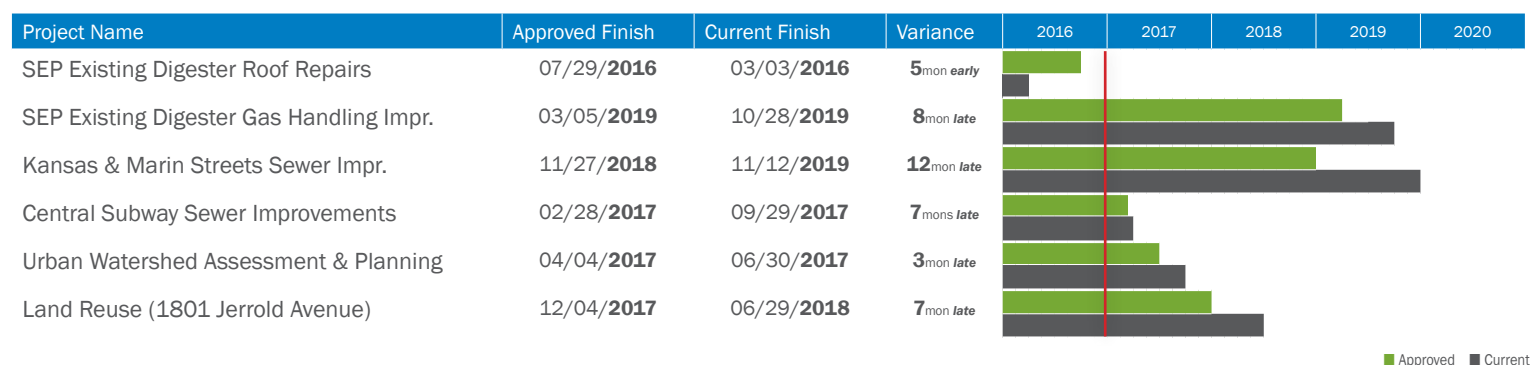 Project Name Approved Finish Current Finish Variance 2016 2017 2018 2019 2020
SEP Existing Digester Roof Repairs 07/29/2016 03/03/2016 5mon early
SEP Existing Digester Gas Handling Impr. 03/05/2019 10/28/2019 8mon late
Kansas & Marin Streets Sewer Impr. 11/27/2018 11/12/2019 12mon late
Central Subway Sewer Improvements 02/28/2017 09/29/2017 7mons late
Urban Watershed Assessment & Planning 04/04/2017 06/30/2017 3mon late
Land Reuse (1801 Jerrold Avenue) 12/04/2017 06/29/2018 7mon late
Approved Current